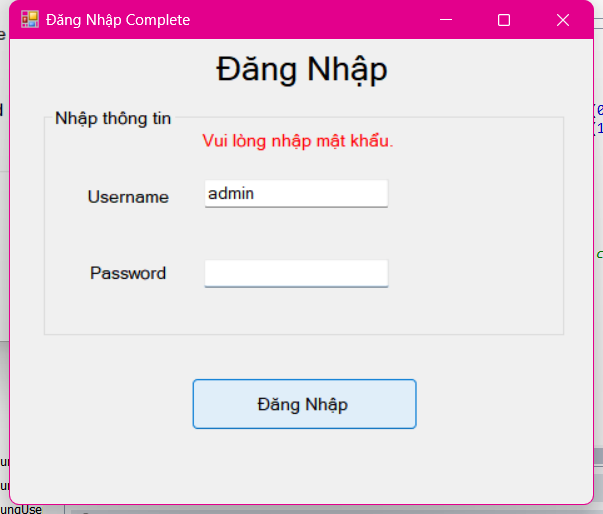 Đăng Nhập Complete
Đăng Nhập
Nhập thông tin
Vui lòng nhập mật khẩu.
Username
admin
Password
Đăng Nhập